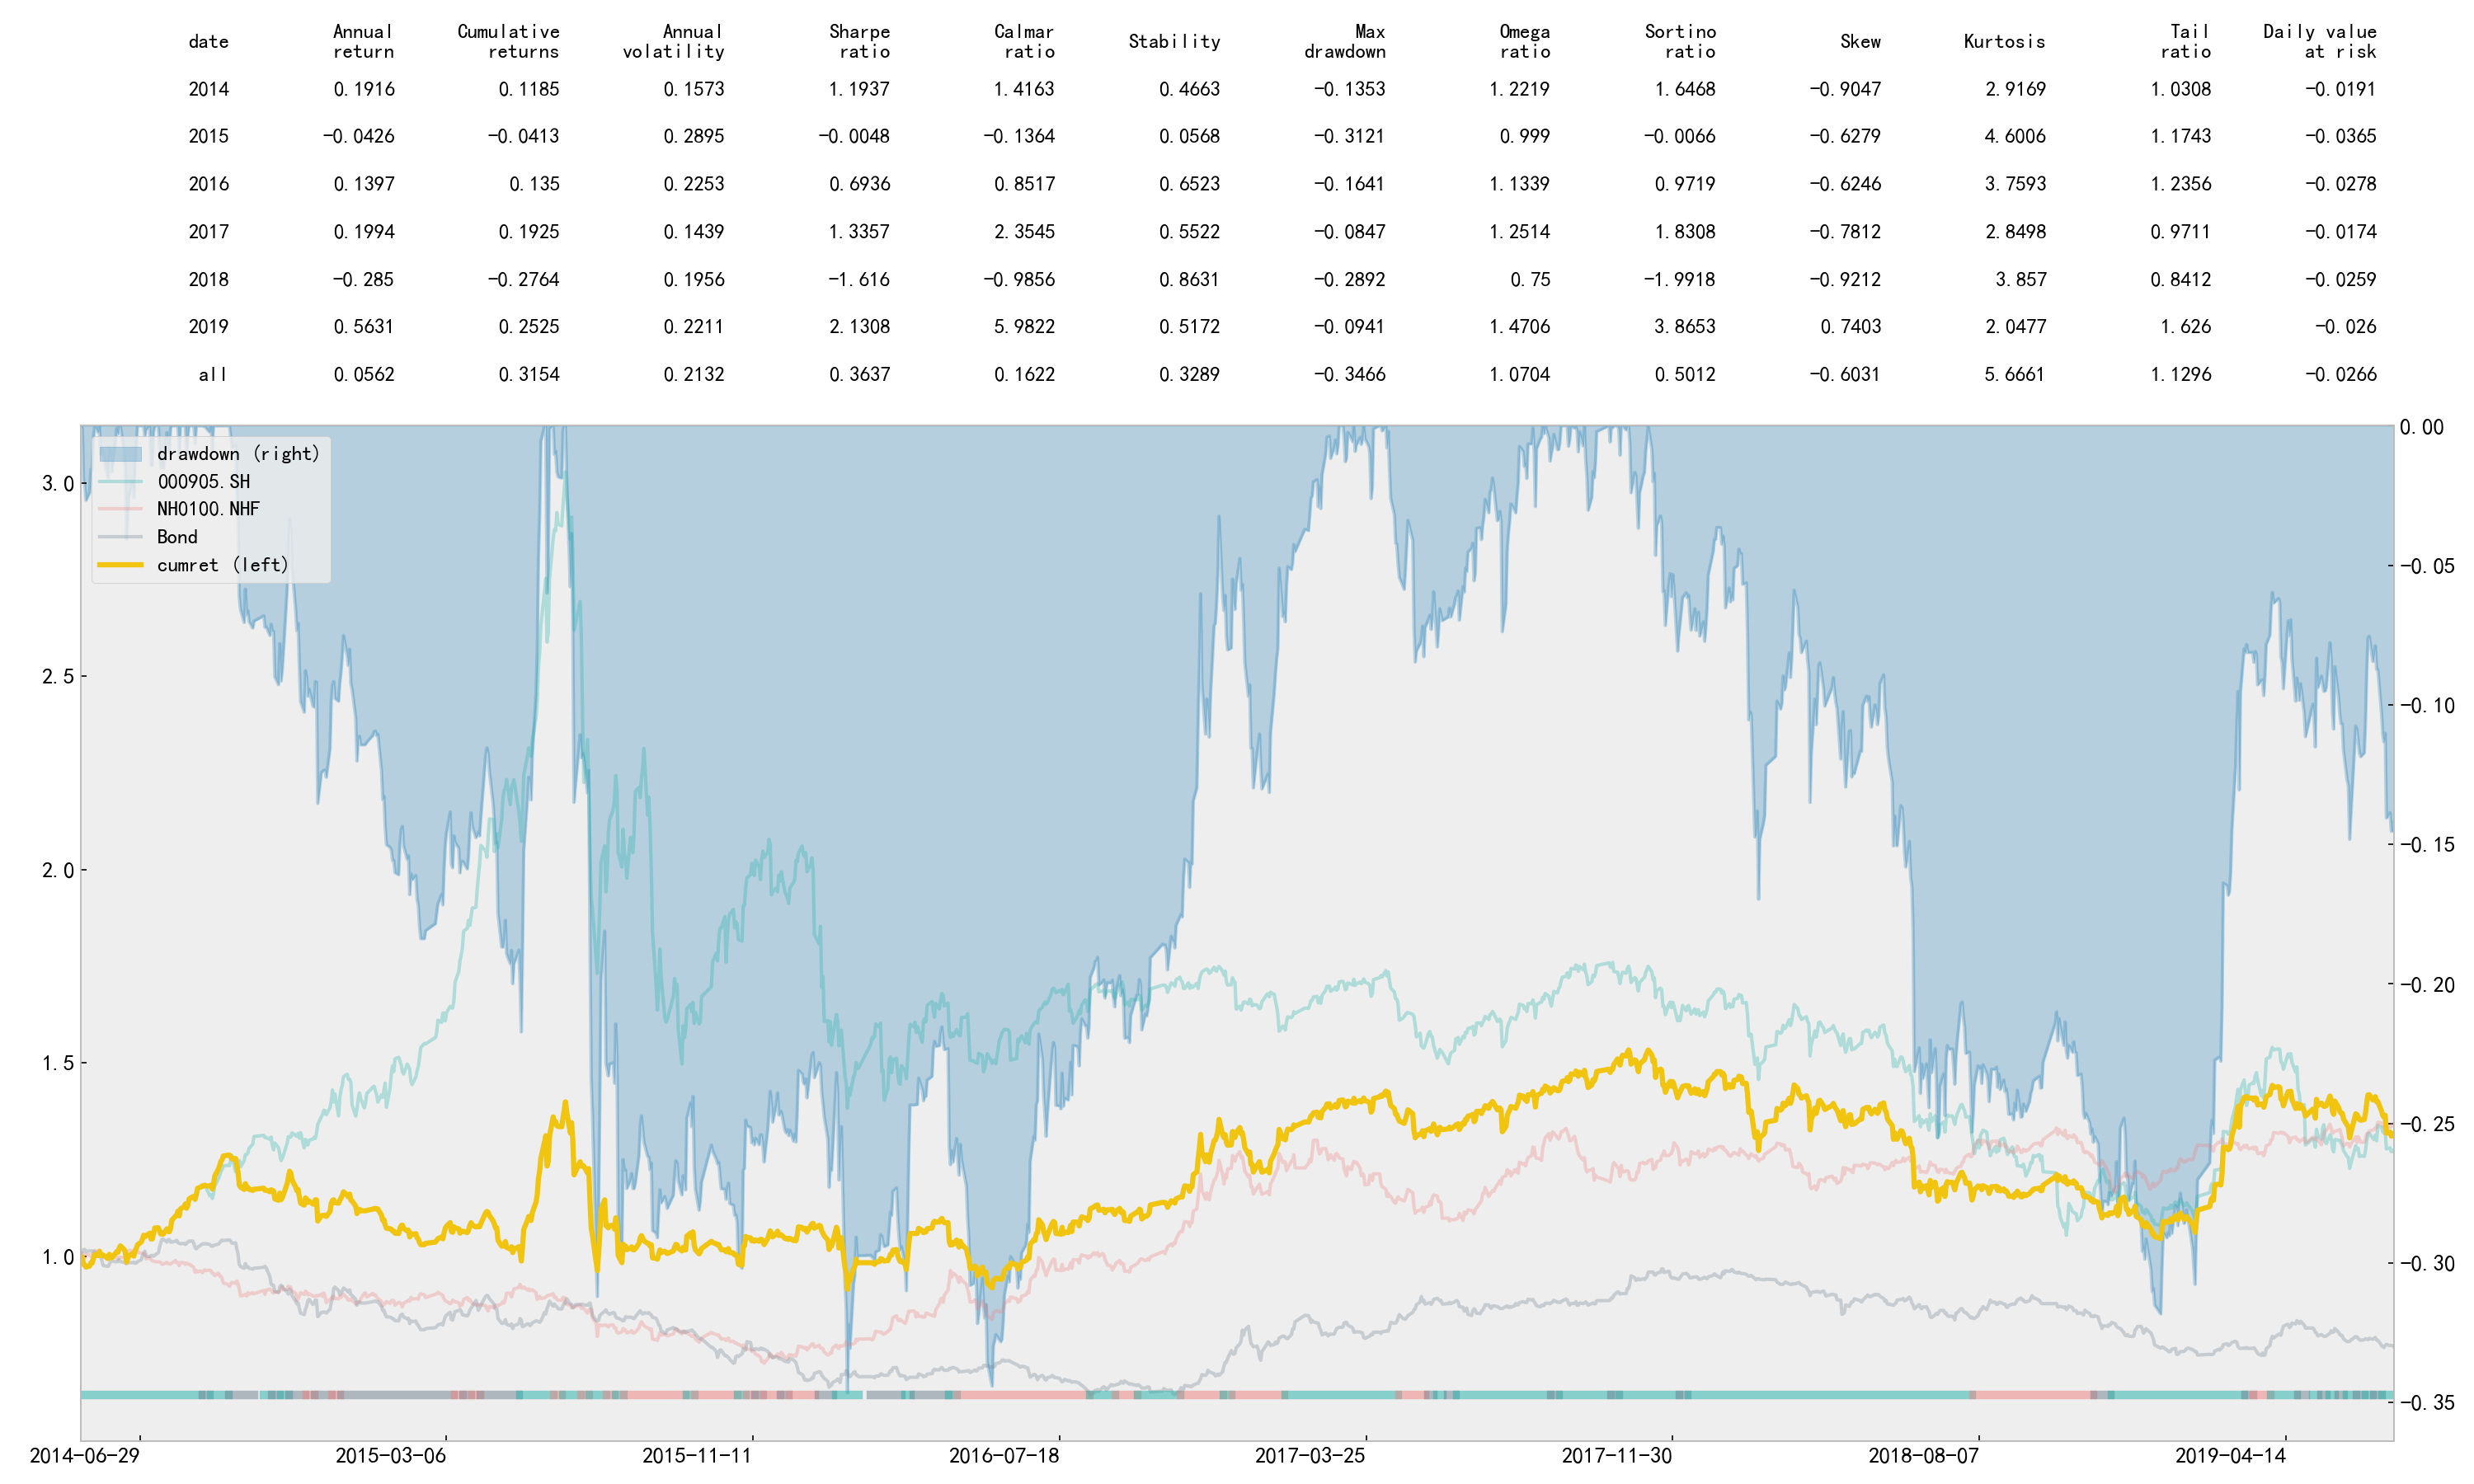 date Annual return Cumulative returns Annual volatility Sharpe ratio Calmar ratio Stability Max drawdown Omega ratio Sortino ratio Skew Kurtosis Tail ratio Daily value at risk
2014 0.1916 0.1185 0.1573 1.1937 1.4163 0.4663 -0.1353 1.2219 1.6468 -0.9047 2.9169 1.0308 -0.0191
2015 -0.0426 -0.0413 0.2895 -0.0048 -0.1364 0.0568 -0.3121 0.999 -0.0066 -0.6279 4.6006 1.1743 -0.0365
2016 0.1397 0.135 0.2253 0.6936 0.8517 0.6523 -0.1641 1.1339 0.9719 -0.6246 3.7593 1.2356 -0.0278
2017 0.1994 0.1925 0.1439 1.3357 2.3545 0.5522 -0.0847 1.2514 1.8308 -0.7812 2.8498 0.9711 -0.0174
2018 -0.285 -0.2764 0.1956 -1.616 -0.9856 0.8631 -0.2892 0.75 -1.9918 -0.9212 3.857 0.8412 -0.0259
2019 0.5631 0.2525 0.2211 2.1308 5.9822 0.5172 -0.0941 1.4706 3.8653 0.7403 2.0477 1.626 -0.026
all 0.0562 0.3154 0.2132 0.3637 0.1622 0.3289 -0.3466 1.0704 0.5012 -0.6031 5.6661 1.1296 -0.0266
drawdown (right)
000905.SH
NH0100.NHF
Bond
cumret (left)
3.0
2.5
2.0
1.5
1.0
0.00
-0.05
-0.10
-0.15
-0.20
-0.25
-0.30
-0.35
2014-06-29 2015-03-06 2015-11-11 2016-07-18 2017-03-25 2017-11-30 2018-08-07 2019-04-14